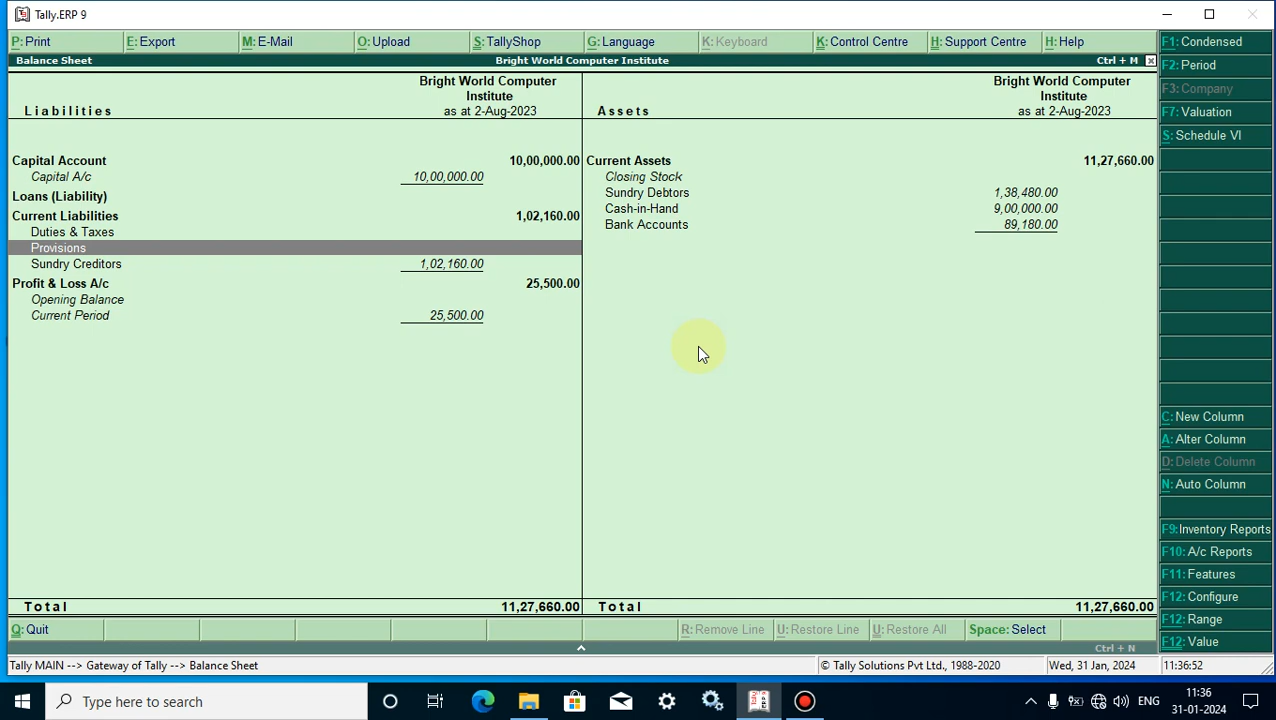 Tally.ERP 9
P: Print E: Export M: E-Mail O: Upload S: TallyShop G: Language K: Keyboard K: Control Centre H: Support Centre H: Help
Balance Sheet Bright World Computer Institute Ctrl + M
Liabilities
Bright World Computer
Institute
as at 2-Aug-2023
Capital Account 10,00,000.00
Capital A/c 10,00,000.00
Loans (Liability)
Current Liabilities 1,02,160.00
Duties & Taxes
Provisions
Sundry Creditors 1,02,160.00
Profit & Loss A/c 25,500.00
Opening Balance
Current Period 25,500.00
Total 11,27,660.00
Assets
Bright World Computer
Institute
as at 2-Aug-2023
Current Assets 11,27,660.00
Closing Stock
Sundry Debtors 1,38,480.00
Cash-in-Hand 9,00,000.00
Bank Accounts 89,180.00
Total 11,27,660.00
F1: Condensed
F2: Period
F3: Company
F7: Valuation
S: Schedule VI
C: New Column
A: Alter Column
D: Delete Column
N: Auto Column
F9: Inventory Reports
F10: A/c Reports
F11: Features
F12: Configure
F12: Range
F12: Value
Q: Quit R: Remove Line U: Restore Line U: Restore All Space: Select
Ctrl + N
Tally MAIN --> Gateway of Tally --> Balance Sheet © Tally Solutions Pvt Ltd., 1988-2020 Wed, 31 Jan, 2024 11:36:52
Type here to search
ENG
11:36
31-01-2024